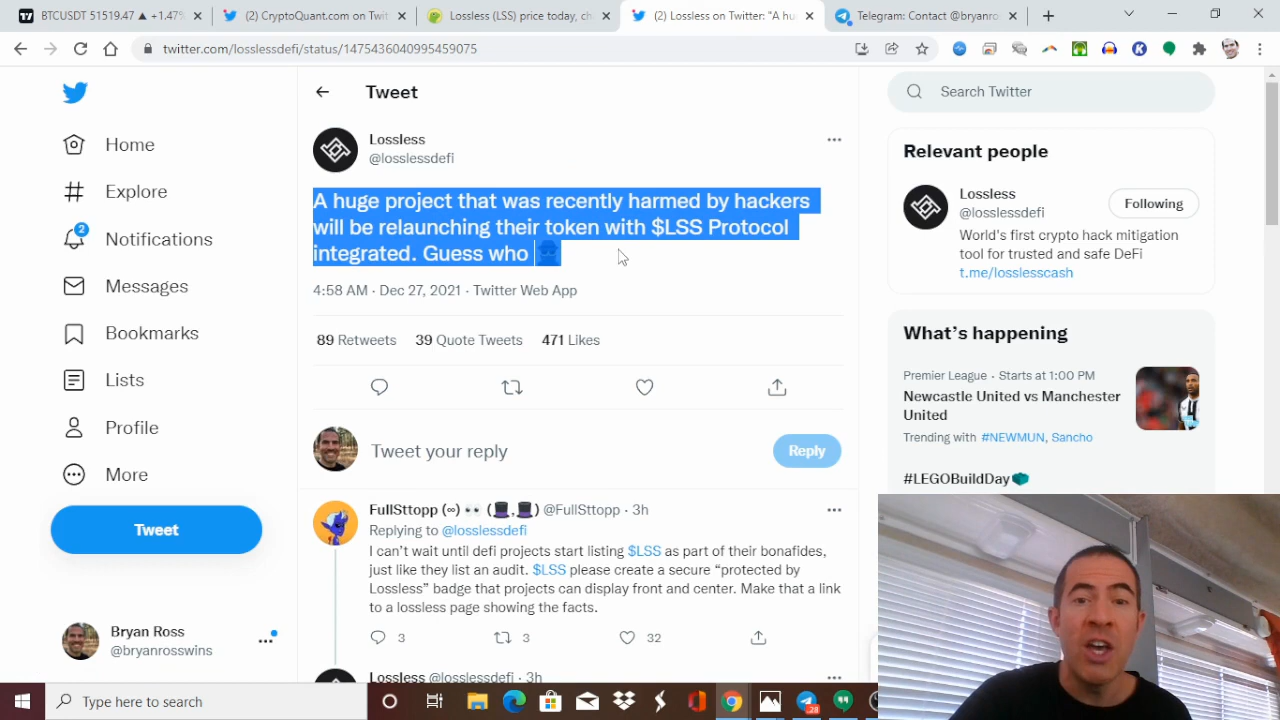 BTCUSDT 51519.47 ▲ +1.47%
(2) CryptoQuant.com on Twit
Lossless (LSS) price today, ch
(2) Lossless on Twitter: "A hu
Telegram: Contact @bryanro
twitter.com/losslessdefi/status/1475436040995459075
Home
Explore
2
Notifications
Messages
Bookmarks
Lists
Profile
More
Tweet
Bryan Ross
@bryanrosswins
Tweet
Lossless
@losslessdefi
A huge project that was recently harmed by hackers
will be relaunching their token with $LSS Protocol
integrated. Guess who
4:58 AM · Dec 27, 2021 · Twitter Web App
89 Retweets 39 Quote Tweets 471 Likes
Tweet your reply
Reply
FullSttopp (∞) 👀 (🎩,🎩) @FullSttopp · 3h
Replying to @losslessdefi
I can't wait until defi projects start listing $LSS as part of their bonafides,
just like they list an audit. $LSS please create a secure “protected by
Lossless” badge that projects can display front and center. Make that a link
to a lossless page showing the facts.
3 3 32
Lossless @losslessdefi · 3h
Search Twitter
Relevant people
Lossless
@losslessdefi
Following
World's first crypto hack mitigation
tool for trusted and safe DeFi
t.me/losslesscash
What's happening
Premier League · Starts at 1:00 PM
Newcastle United vs Manchester
United
Trending with #NEWMUN, Sancho
#LEGOBuildDay
Type here to search
28